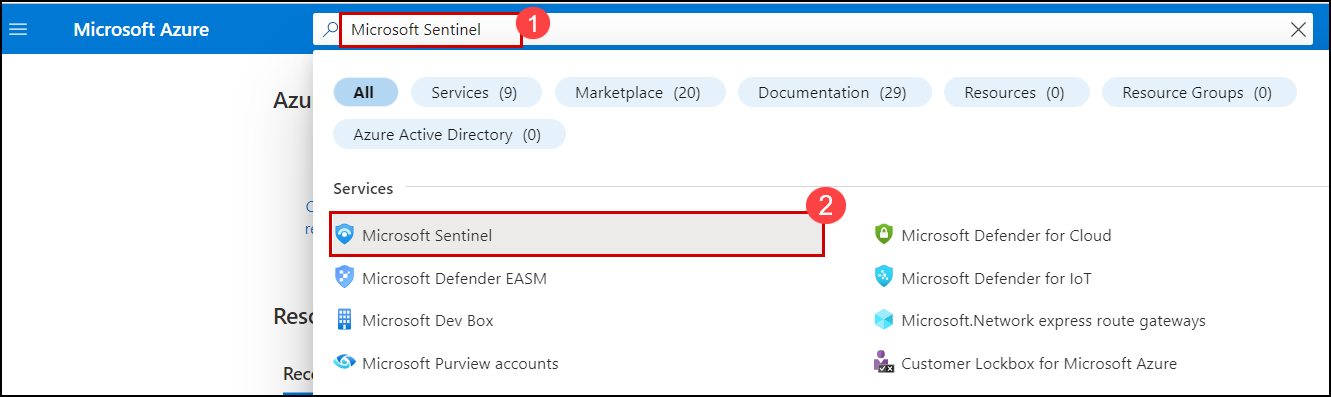 Microsoft Azure
Microsoft Sentinel
1
All
Services (9)
Marketplace (20)
Documentation (29)
Resources (0)
Resource Groups (0)
Azu
Azure Active Directory (0)
Services
2
Microsoft Sentinel
Microsoft Defender for Cloud
re
Microsoft Defender EASM
Microsoft Defender for IoT
Reso
Microsoft Dev Box
Microsoft.Network express route gateways
Microsoft Purview accounts
Customer Lockbox for Microsoft Azure
Rece